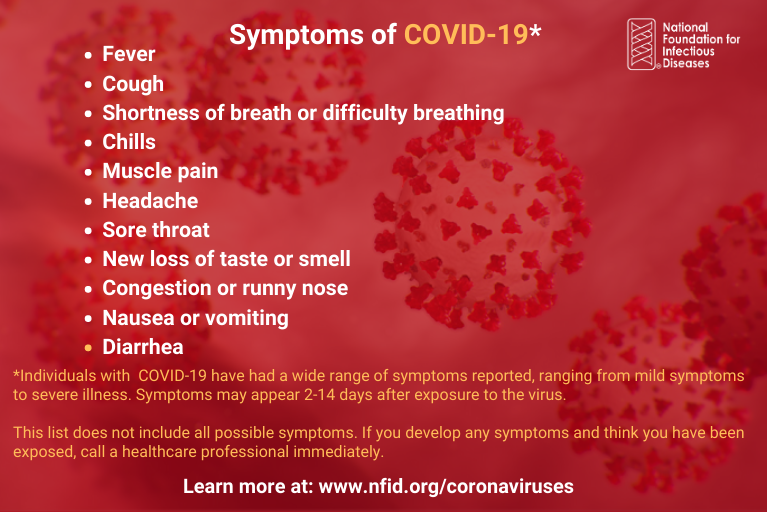 Symptoms of COVID-19*
National
Foundation for
Infectious
Diseases
• Fever
• Cough
• Shortness of breath or difficulty breathing
• Chills
• Muscle pain
• Headache
• Sore throat
• New loss of taste or smell
• Congestion or runny nose
• Nausea or vomiting
• Diarrhea
*Individuals with  COVID-19 have had a wide range of symptoms reported, ranging from mild symptoms
to severe illness. Symptoms may appear 2-14 days after exposure to the virus.
This list does not include all possible symptoms. If you develop any symptoms and think you have been
exposed, call a healthcare professional immediately.
Learn more at: www.nfid.org/coronaviruses